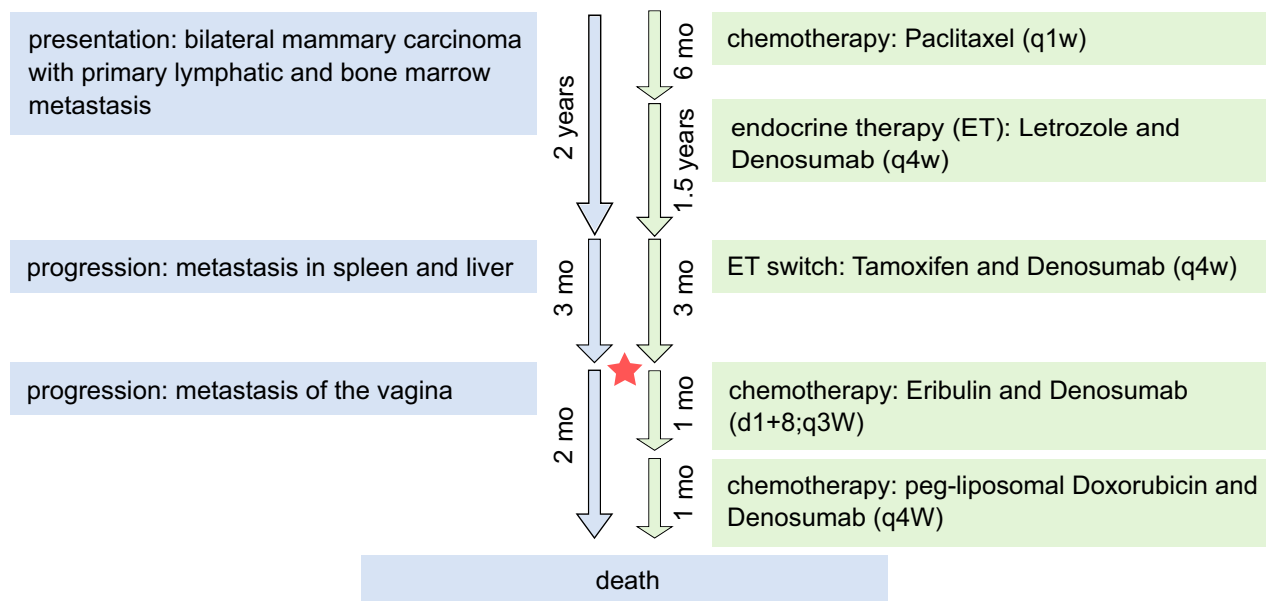 presentation: bilateral mammary carcinoma
with primary lymphatic and bone marrow
metastasis
2 years
6 mo
chemotherapy: Paclitaxel (q1w)
1.5 years
endocrine therapy (ET): Letrozole and
Denosumab (q4w)
progression: metastasis in spleen and liver
3 mo
3 mo
ET switch: Tamoxifen and Denosumab (q4w)
progression: metastasis of the vagina
2 mo
1 mo
chemotherapy: Eribulin and Denosumab
(d1+8;q3W)
1 mo
chemotherapy: peg-liposomal Doxorubicin and
Denosumab (q4W)
death